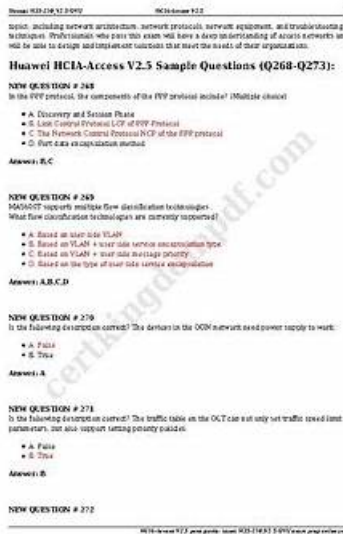 Huawei H35-210_V2.5-ENU HCIA-Access V2.5
topics, including network architecture, network protocols, network equipment, and troubleshooting
techniques. Professionals who pass this exam will have a deep understanding of access networks and
will be able to design and implement solutions that meet the needs of their organizations.
Huawei HCIA-Access V2.5 Sample Questions (Q268-Q273):
NEW QUESTION # 268
In the PPP protocol, the components of the PPP protocol include? (Multiple choice)
A. Discovery and Session Phase
B. Link Control Protocol LCP of PPP Protocol
C. The Network Control Protocol NCP of the PPP protocol
D. Port data encapsulation method
Answer: B,C
NEW QUESTION # 269
MA5600T supports multiple flow classification technologies.
What flow classification technologies are currently supported?
A. Based on user-side VLAN
B. Based on VLAN + user side service encapsulation type
C. Based on VLAN + user-side message priority
D. Based on the type of user side service encapsulation
Answer: A,B,C,D
NEW QUESTION # 270
Is the following description correct? The devices in the ODN network need power supply to work.
A. False
B. True
Answer: A
NEW QUESTION # 271
Is the following description correct? The traffic table on the OLT can not only set traffic speed limit
parameters, but also support setting priority policies.
A. False
B. True
Answer: B
NEW QUESTION # 272
certkingdompdf.com